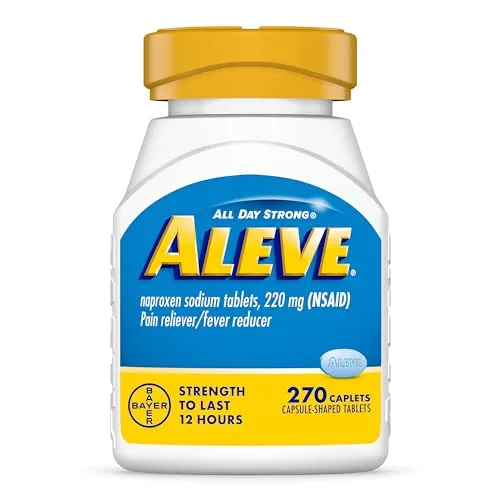 ALL DAY STRONG®
ALEVE®
naproxen sodium tablets, 220 mg (NSAID)
Pain reliever/fever reducer
ALEVE
BAYER
BAYER
STRENGTH
TO LAST
12 HOURS
270 CAPLETS
CAPSULE-SHAPED TABLETS